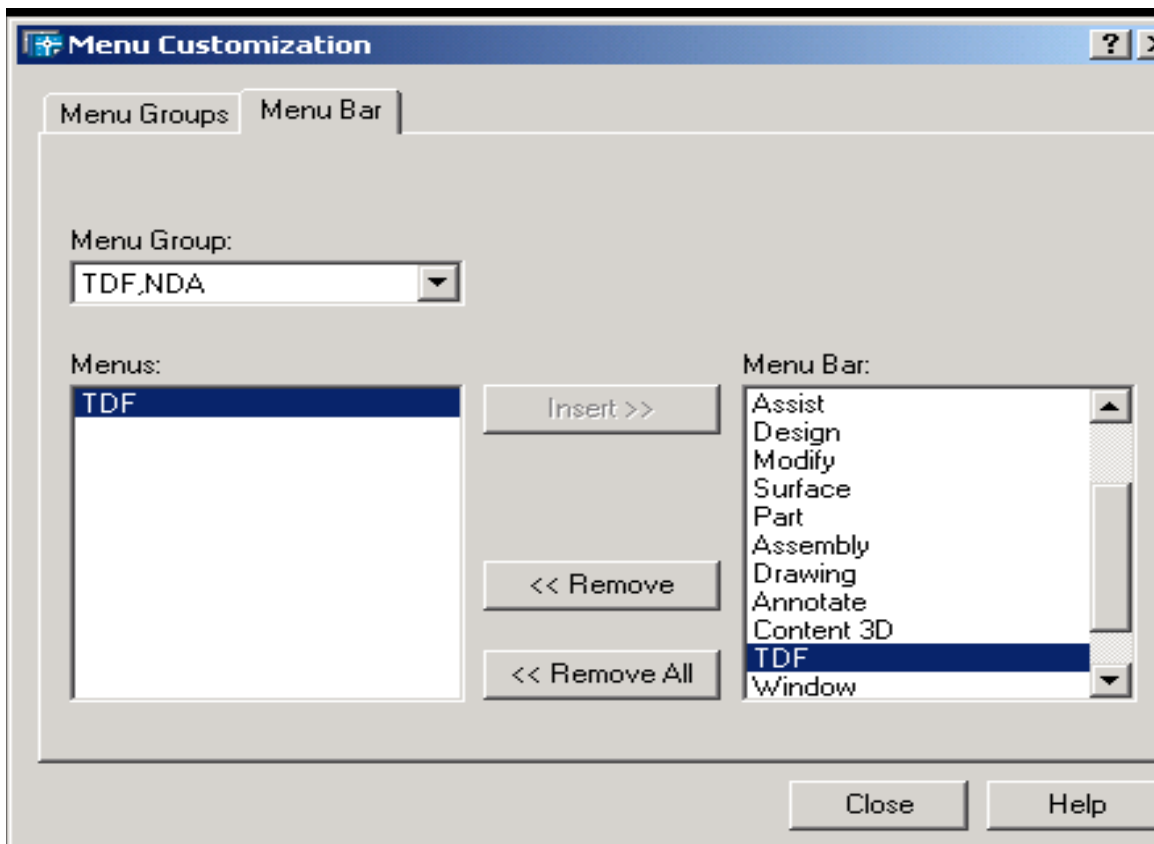 Menu Customization
?
Menu Groups
Menu Bar
Menu Group:
TDF,NDA
Menus:
TDF
Insert >>
<< Remove
<< Remove All
Menu Bar:
Assist
Design
Modify
Surface
Part
Assembly
Drawing
Annotate
Content 3D
TDF
Window
Close
Help